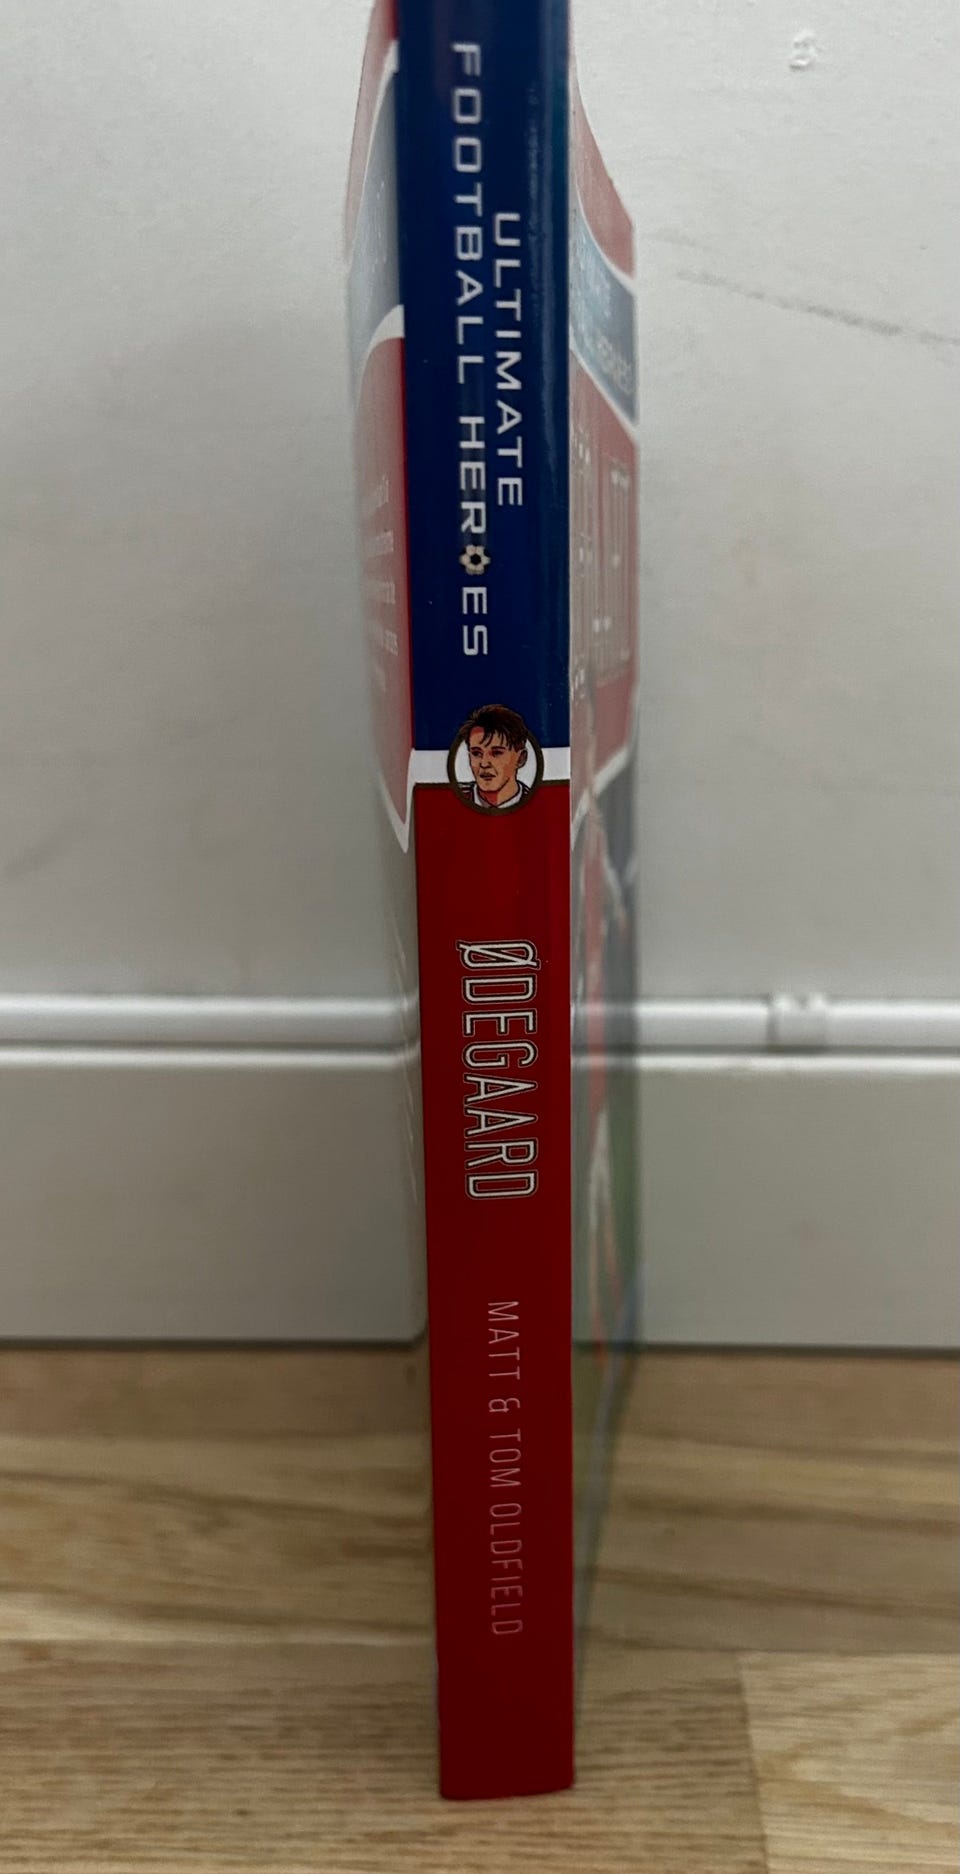 ULTIMATE
FOOTBALL HEROES
ØDEGAARD
MATT & TOM OLDFIELD